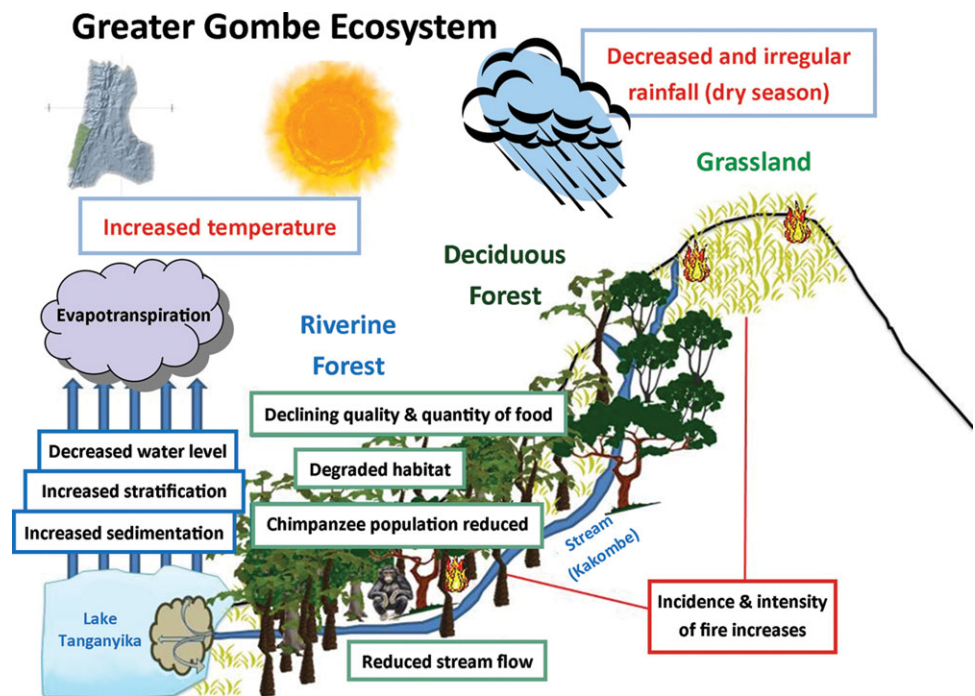 Greater Gombe Ecosystem
Decreased and irregular
rainfall (dry season)
Grassland
Increased temperature
Deciduous
Forest
Evapotranspiration
Riverine
Forest
Declining quality & quantity of food
Decreased water level
Degraded habitat
Increased stratification
Chimpanzee population reduced
Increased sedimentation
Stream
(Kakombe)
Incidence & intensity
of fire increases
Lake
Tanganyika
Reduced stream flow